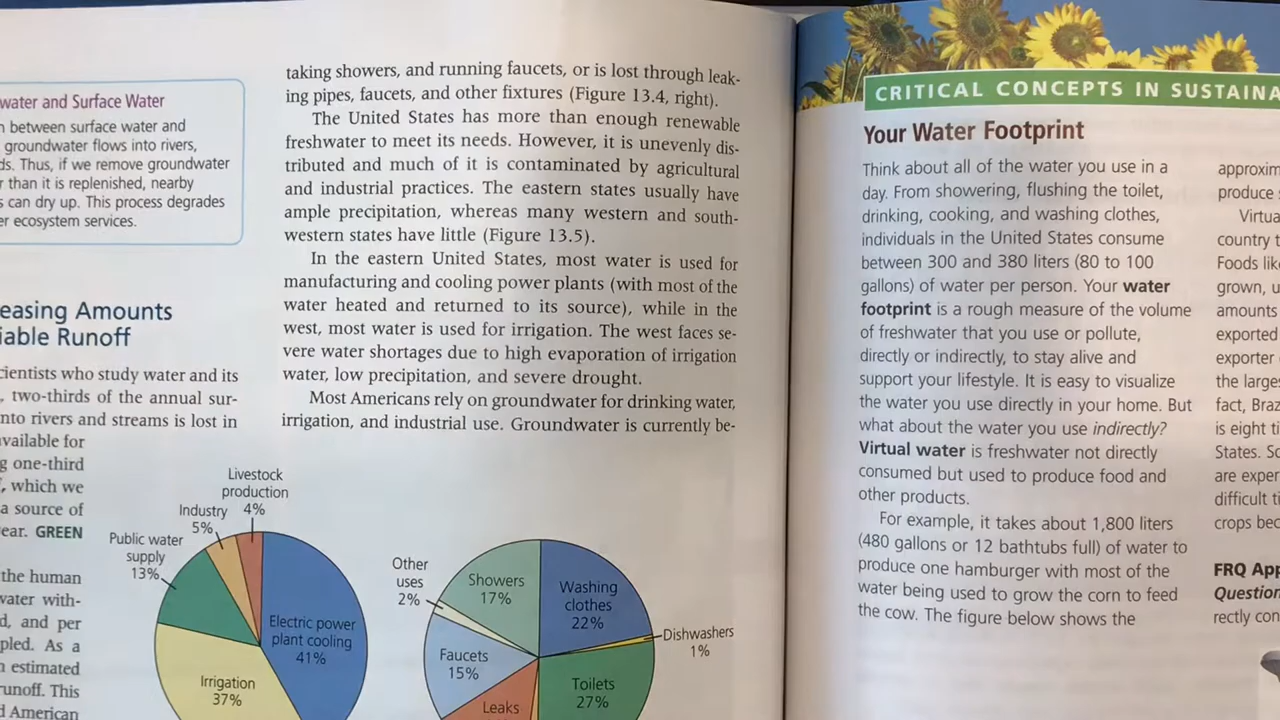 water and Surface Water
between surface water and
groundwater flows into rivers,
Thus, if we remove groundwater
than it is replenished, nearby
can dry up. This process degrades
ecosystem services.
Amounts
Runoff
who study water and its
two-thirds of the annual sur-
into rivers and streams is lost in
available for
one-third
which we
a source of
GREEN
the human
water with-
and per
As a
estimated
runoff. This
American
taking showers, and running faucets, or is lost through leak-
ing pipes, faucets, and other fixtures (Figure 13.4, right).
The United States has more than enough renewable
freshwater to meet its needs. However, it is unevenly dis-
tributed and much of it is contaminated by agricultural
and industrial practices. The eastern states usually have
ample precipitation, whereas many western and south-
western states have little (Figure 13.5).
In the eastern United States, most water is used for
manufacturing and cooling power plants (with most of the
water heated and returned to its source), while in the
west, most water is used for irrigation. The west faces se-
vere water shortages due to high evaporation of irrigation
water, low precipitation, and severe drought.
Most Americans rely on groundwater for drinking water,
irrigation, and industrial use. Groundwater is currently be-
Livestock
production
4%
Industry
5%
Public water
supply
13%
Electric power
plant cooling
41%
Irrigation
37%
Other
uses
2%
Showers
17%
Washing
clothes
22%
Dishwashers
1%
Faucets
15%
Toilets
27%
Leaks
CRITICAL CONCEPTS IN SUSTAINA
Your Water Footprint
Think about all of the water you use in a
day. From showering, flushing the toilet,
drinking, cooking, and washing clothes,
individuals in the United States consume
between 300 and 380 liters (80 to 100
gallons) of water per person. Your water
footprint is a rough measure of the volume
of freshwater that you use or pollute,
directly or indirectly, to stay alive and
support your lifestyle. It is easy to visualize
the water you use directly in your home. But
what about the water you use indirectly?
Virtual water is freshwater not directly
consumed but used to produce food and
other products.
For example, it takes about 1,800 liters
(480 gallons or 12 bathtubs full) of water to
produce one hamburger with most of the
water being used to grow the corn to feed
the cow. The figure below shows the
approxim
produce
Virtua
country t
Foods lik
grown, u
amounts
exported
exporter
the larges
fact, Braz
is eight ti
States. So
are exper
difficult ti
crops bec
FRQ App
Question
rectly con